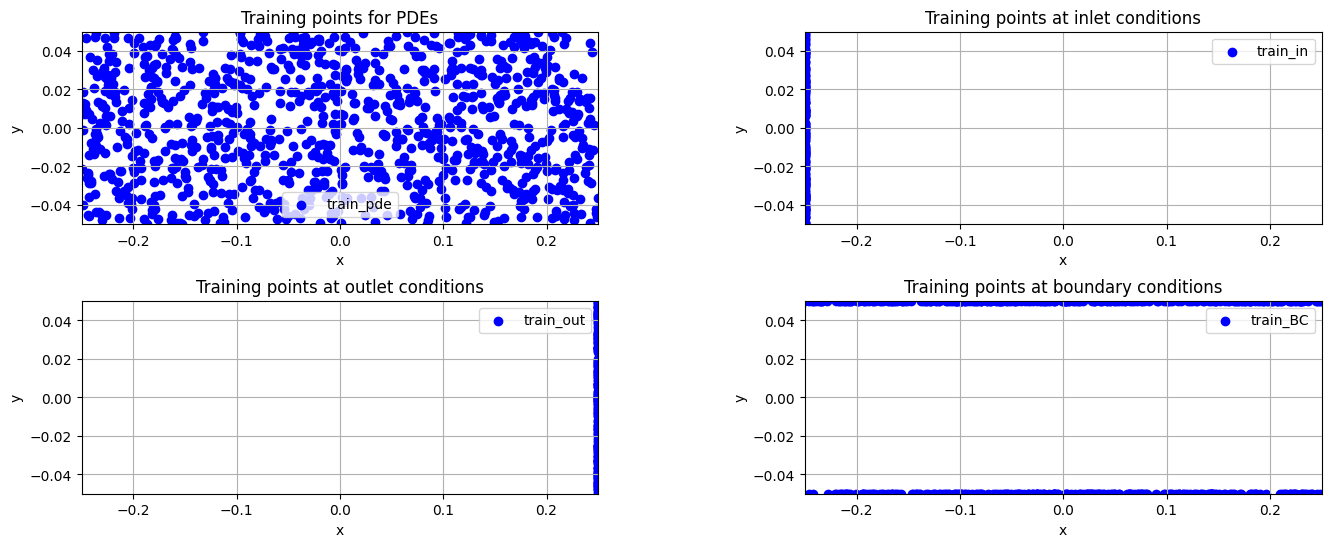 Training points for PDEs
0.04
0.02
0.00
−0.02
−0.04
y
train_pde
−0.2 −0.1 0.0 0.1 0.2
x
Training points at inlet conditions
0.04
0.02
0.00
−0.02
−0.04
y
train_in
−0.2 −0.1 0.0 0.1 0.2
x
Training points at outlet conditions
0.04
0.02
0.00
−0.02
−0.04
y
train_out
−0.2 −0.1 0.0 0.1 0.2
x
Training points at boundary conditions
0.04
0.02
0.00
−0.02
−0.04
y
train_BC
−0.2 −0.1 0.0 0.1 0.2
x